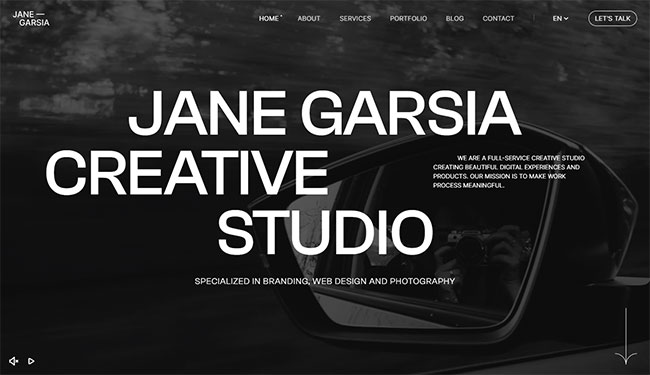 JANE —
GARSIA
HOME ABOUT SERVICES PORTFOLIO BLOG CONTACT EN LET'S TALK
JANE GARSIA
CREATIVE
WE ARE A FULL-SERVICE CREATIVE STUDIO
CREATING BEAUTIFUL DIGITAL EXPERIENCES AND
PRODUCTS. OUR MISSION IS TO MAKE WORK
PROCESS MEANINGFUL.
STUDIO
SPECIALIZED IN BRANDING, WEB DESIGN AND PHOTOGRAPHY